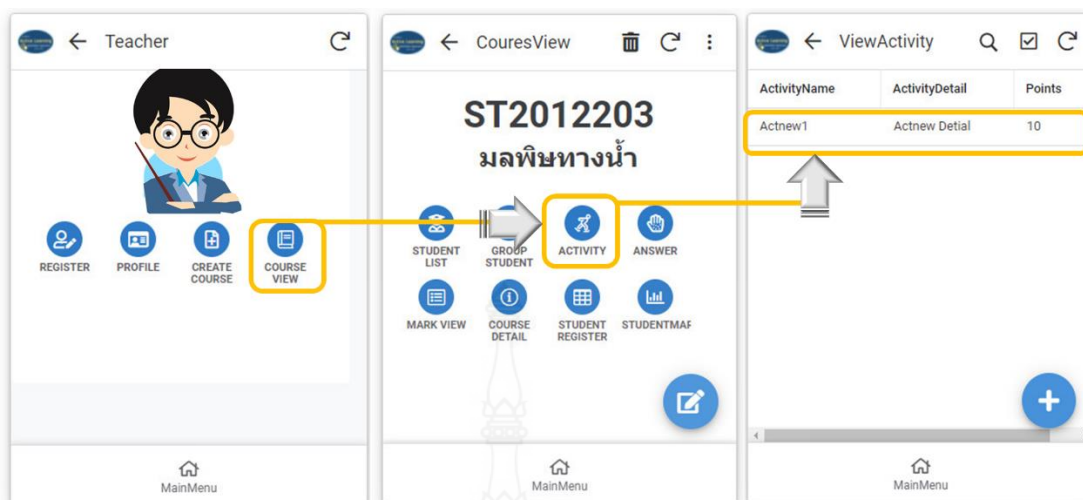 Teacher
REGISTER
PROFILE
CREATE
COURSE
COURSE
VIEW
MainMenu
CouresView
ST2012203
มลพิษทางน้ำ
STUDENT
LIST
GROUP
STUDENT
ACTIVITY
ANSWER
MARK VIEW
COURSE
DETAIL
STUDENT
REGISTER
STUDENTMAP
MainMenu
ViewActivity
ActivityName ActivityDetail Points
Actnew1 Actnew Detial 10
MainMenu